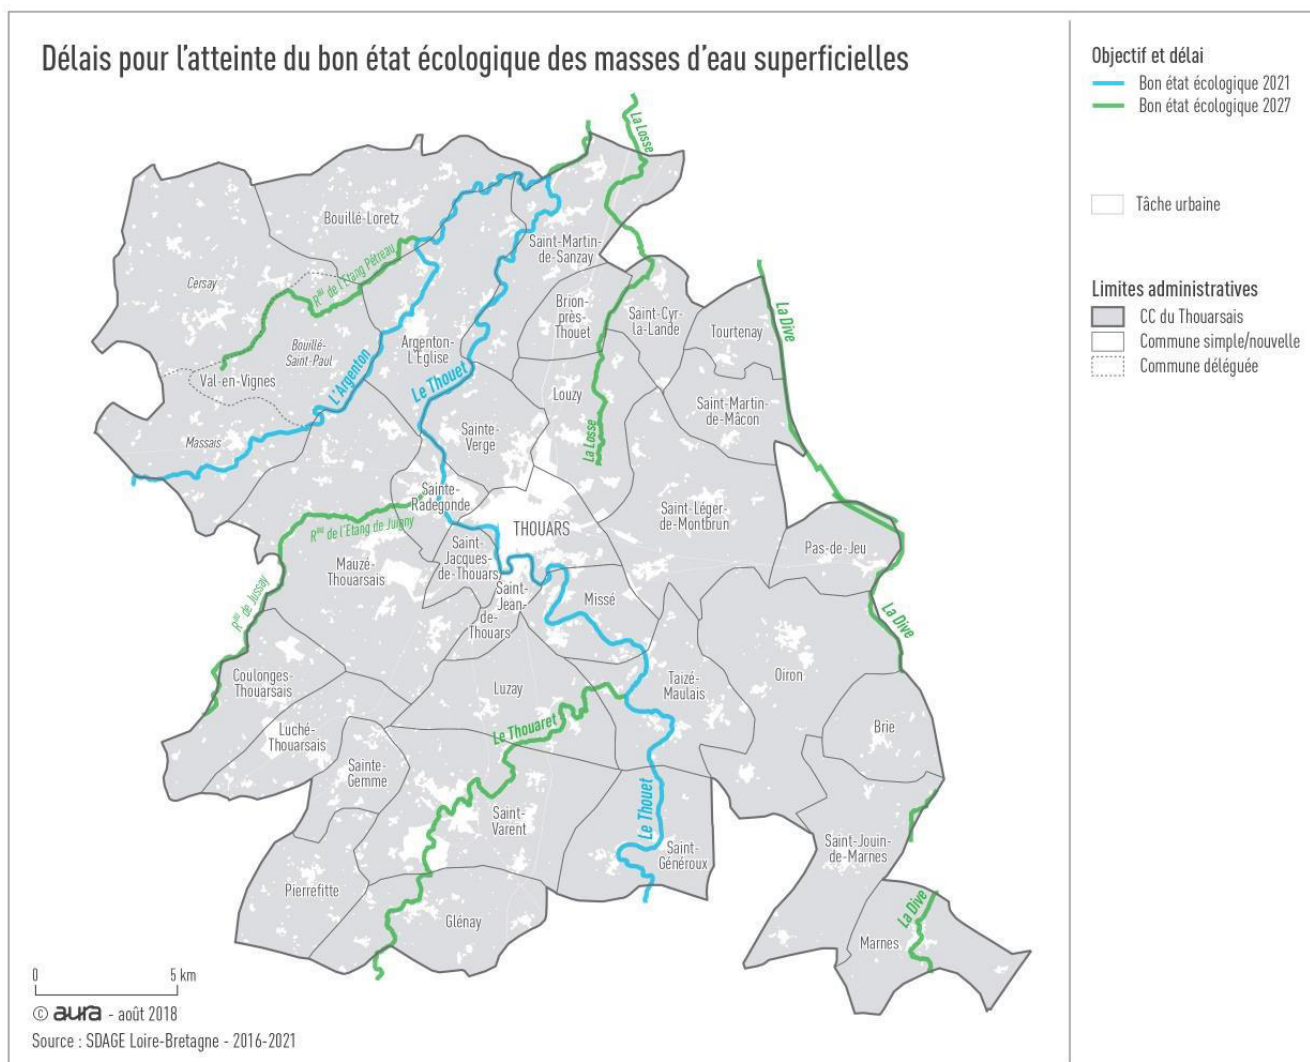 Délais pour l'atteinte du bon état écologique des masses d'eau superficielles
Objectif et délai
Bon état écologique 2021
Bon état écologique 2027
Tâche urbaine
Limites administratives
CC du Thouarsais
Commune simple/nouvelle
Commune déléguée
La Losse
Bouillé-Loretz
Saint-Martin-
de-Sanzay
Rau de l'Etang Pétreau
Cersay
Brion-
près-
Thouet
Saint-Cyr-
la-Lande
Tourtenay
La Dive
Bouillé-
Saint-Paul
Argenton-
L'Église
Val-en-Vignes
L'Argenton
Le Thouet
Louzy
Saint-Martin-
de-Mâcon
Massais
Sainte-
Verge
La Losse
Sainte-
Radegonde
THOUARS
Saint-Léger-
de-Montbrun
Rau de l'Etang de Juigny
Mauzé-
Thouarsais
Saint-
Jacques-
de-Thouars
Pas-de-Jeu
Rau de Jussay
Saint-
Jean-
de-
Thouars
Missé
La Dive
Coulonges-
Thouarsais
Luzay
Taizé-
Maulais
Oiron
Luché-
Thouarsais
Le Thouaret
Brie
Sainte-
Gemme
Saint-
Varent
Le Thouet
Saint-
Généroux
Saint-Jouin-
de-Marnes
Pierrefitte
Glénay
La Dive
Marnes
0 5 km
© aura - août 2018
Source : SDAGE Loire-Bretagne - 2016-2021